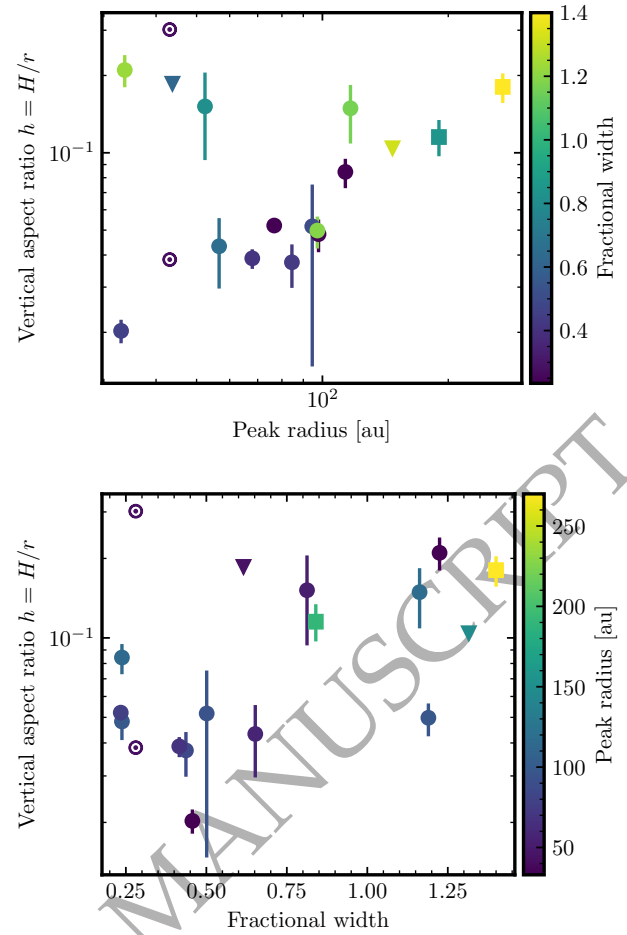 1.4
1.2
1.0
0.8
0.6
0.4
Fractional width
10⁻¹
Vertical aspect ratio h = H/r
10²
Peak radius [au]
250
200
150
100
50
Peak radius [au]
10⁻¹
Vertical aspect ratio h = H/r
0.25 0.50 0.75 1.00 1.25
Fractional width
MANUSCRIPT